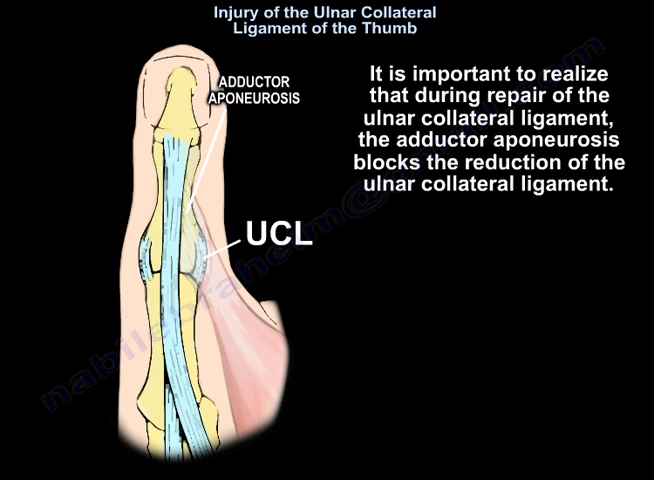 Injury of the Ulnar Collateral
Ligament of the Thumb
ADDUCTOR
APONEUROSIS
It is important to realize
that during repair of the
ulnar collateral ligament,
the adductor aponeurosis
blocks the reduction of the
ulnar collateral ligament.
UCL